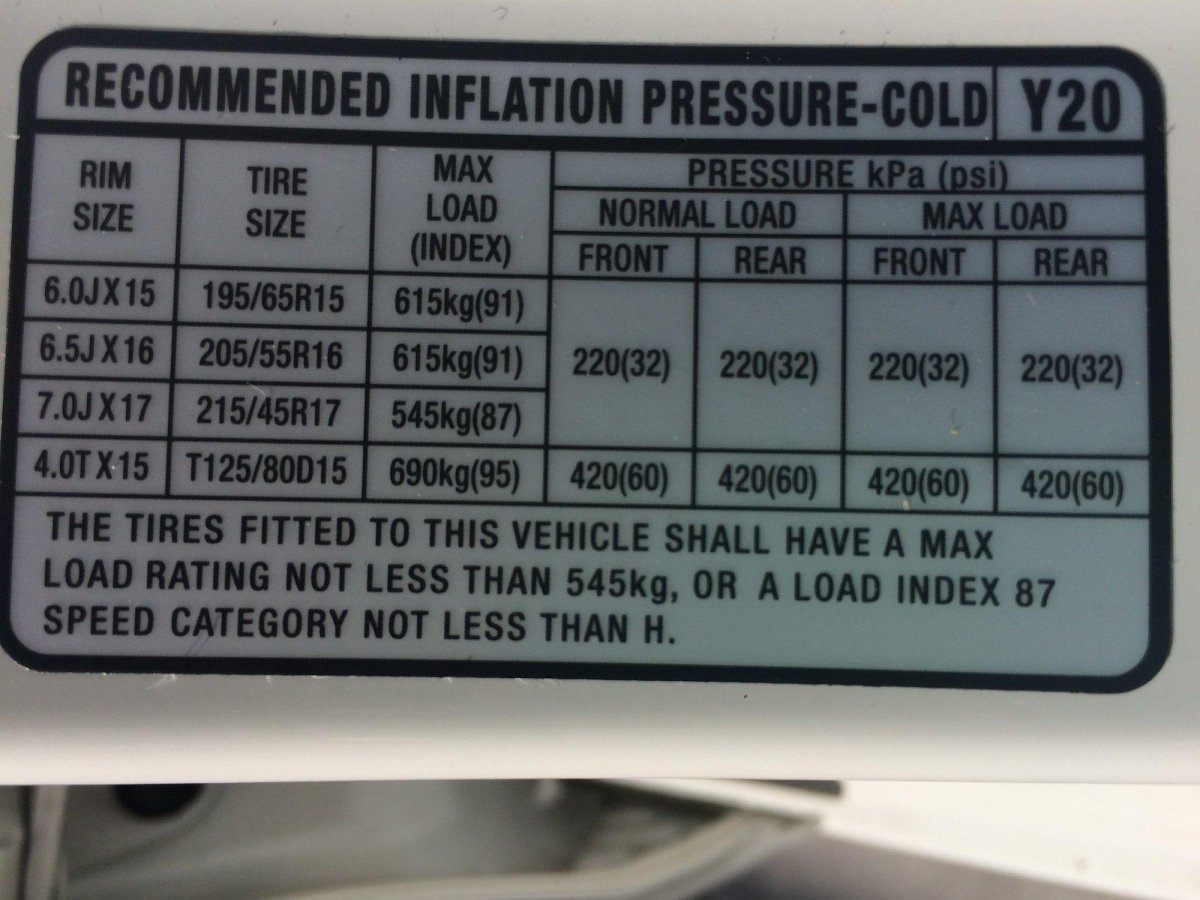 RECOMMENDED INFLATION PRESSURE-COLD Y20
RIM SIZE TIRE SIZE MAX LOAD (INDEX) PRESSURE kPa (psi)
NORMAL LOAD MAX LOAD
FRONT REAR FRONT REAR
6.0JX15 195/65R15 615kg(91)
6.5JX16 205/55R16 615kg(91) 220(32) 220(32) 220(32) 220(32)
7.0JX17 215/45R17 545kg(87)
4.0TX15 T125/80D15 690kg(95) 420(60) 420(60) 420(60) 420(60)
THE TIRES FITTED TO THIS VEHICLE SHALL HAVE A MAX
LOAD RATING NOT LESS THAN 545kg, OR A LOAD INDEX 87
SPEED CATEGORY NOT LESS THAN H.